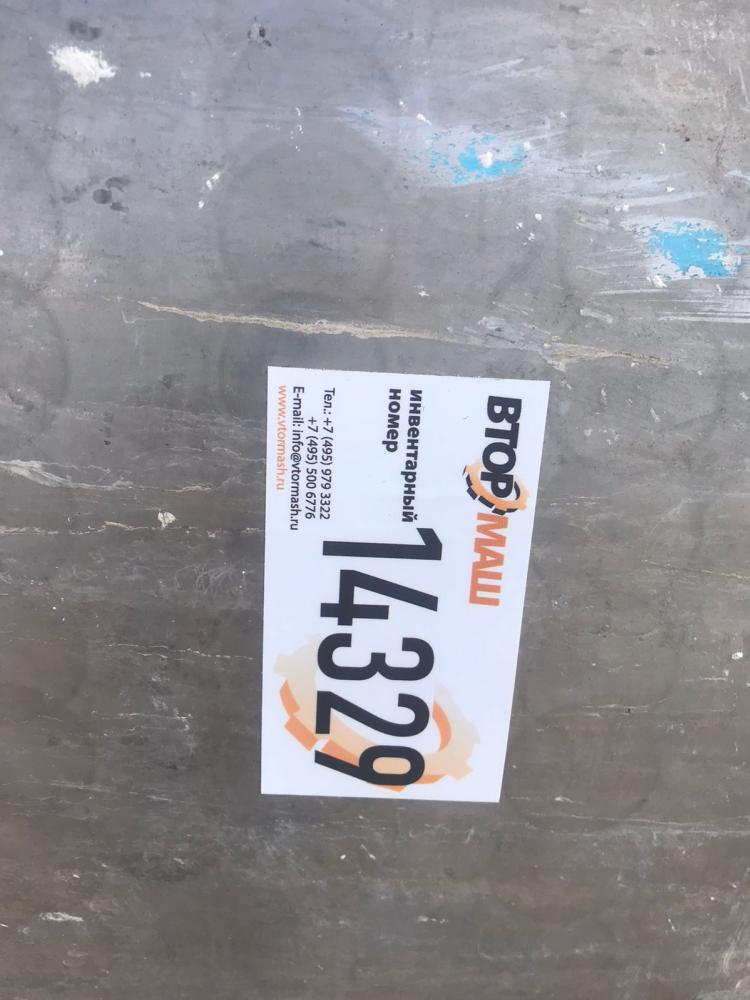 ВТОРМАШ
инвентарный
номер
14329
Тел.: +7 (495) 979 3322
+7 (495) 500 6776
E-mail: info@vtormash.ru
www.vtormash.ru